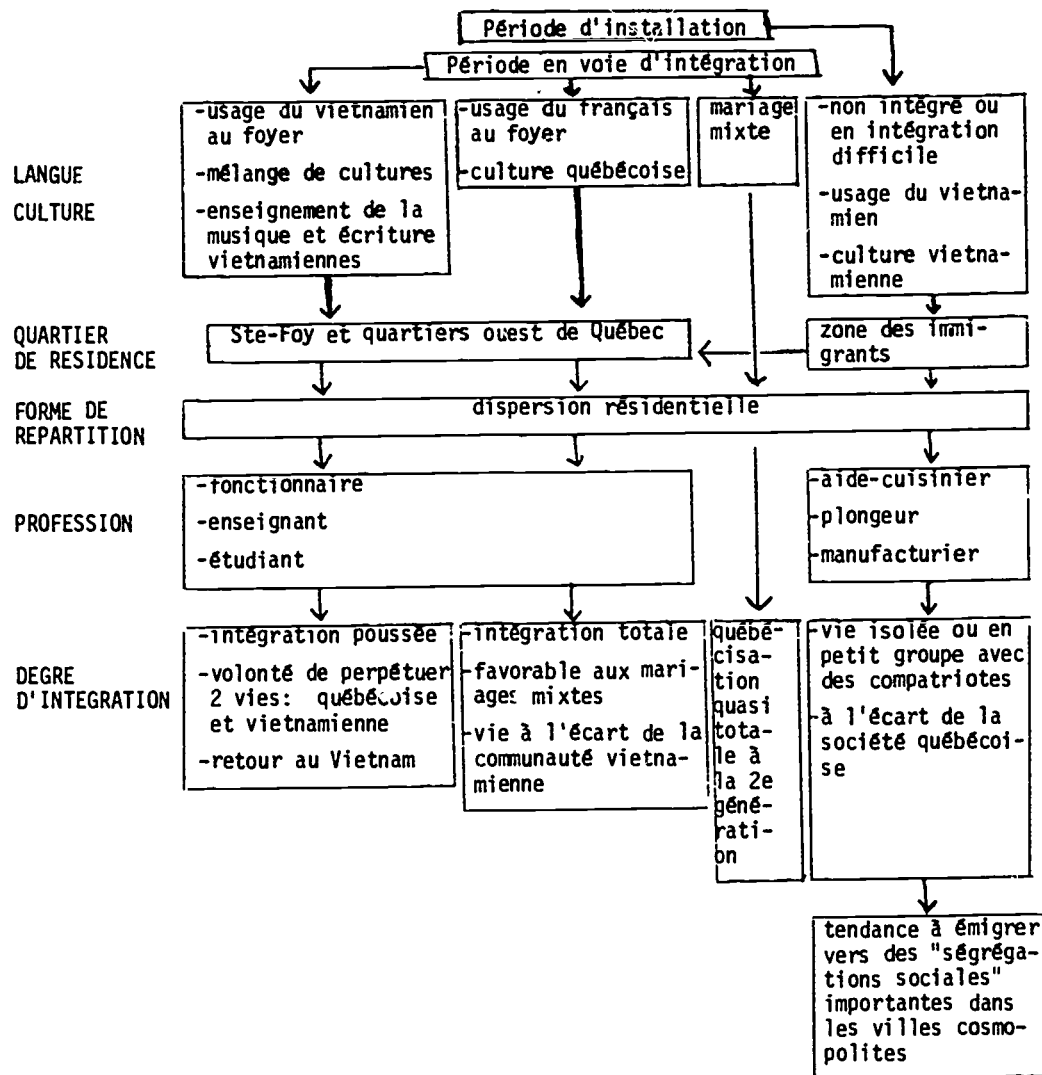 Période d'installation
Période en voie d'intégration
LANGUE
CULTURE
-usage du vietnamien
au foyer
-mélange de cultures
-enseignement de la
musique et écriture
vietnamiennes
-usage du français
au foyer
-culture québécoise
mariage
mixte
-non intégré ou
en intégration
difficile
-usage du vietna-
mien
-culture vietna-
mienne
QUARTIER
DE RESIDENCE
Ste-Foy et quartiers ouest de Québec
zone des immi-
grants
FORME DE
REPARTITION
dispersion résidentielle
PROFESSION
-fonctionnaire
-enseignant
-étudiant
-aide-cuisinier
-plongeur
-manufacturier
DEGRE
D'INTEGRATION
-intégration poussée
-volonté de perpétuer
2 vies: québécoise
et vietnamienne
-retour au Vietnam
-intégration totale
-favorable aux mari-
ages mixtes
-vie à l'écart de la
communauté vietna-
mienne
québé-
cisa-
tion
quasi
tota-
le à
la 2e
géné-
rati-
on
-vie isolée ou en
petit groupe avec
des compatriotes
-à l'écart de la
société québécoi-
se
tendance à émigrer
vers des "ségréga-
tions sociales"
importantes dans
les villes cosmo-
polites